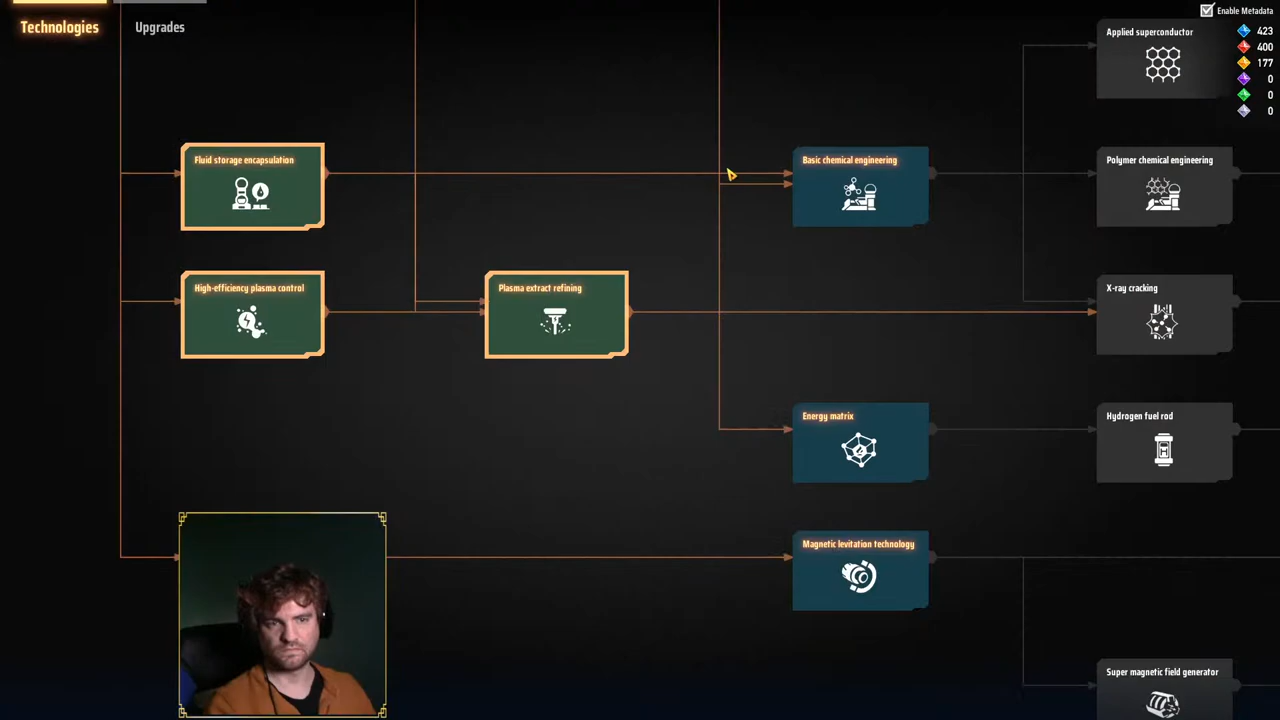 Technologies
Upgrades
Enable Metadata
423
400
177
0
0
0
Applied superconductor
Fluid storage encapsulation
Basic chemical engineering
Polymer chemical engineering
High-efficiency plasma control
Plasma extract refining
X-ray cracking
Energy matrix
Hydrogen fuel rod
Magnetic levitation technology
Super magnetic field generator